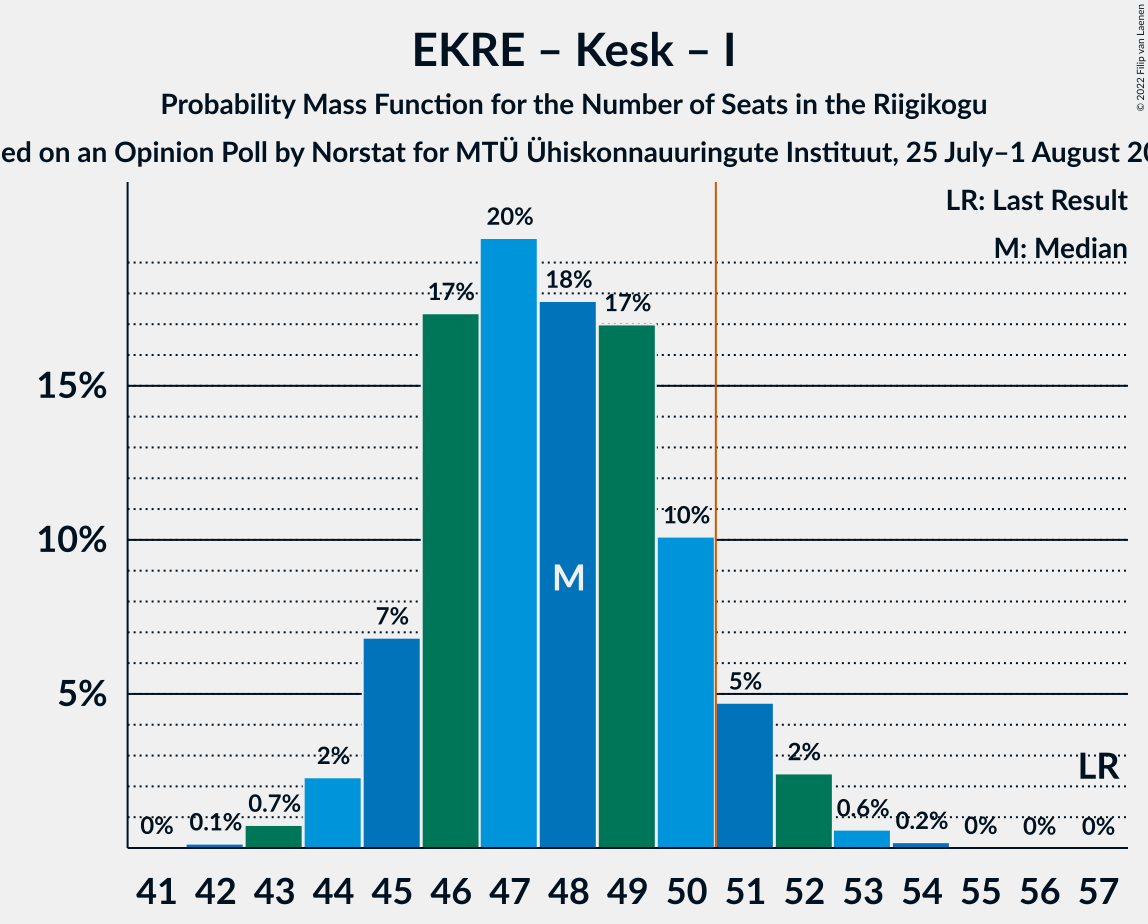 EKRE – Kesk – I
Probability Mass Function for the Number of Seats in the Riigikogu
ed on an Opinion Poll by Norstat for MTÜ Ühiskonnauuringute Instituut, 25 July–1 August 20
© 2022 Filip van Laenen
LR: Last Result
M: Median
20%
18%
17%
17%
15%
10%
10%
M
7%
5%
5%
2%
2%
LR
0%
0.1%
0.7%
0.6%
0.2%
0%
0%
0%
41 42 43 44 45 46 47 48 49 50 51 52 53 54 55 56 57